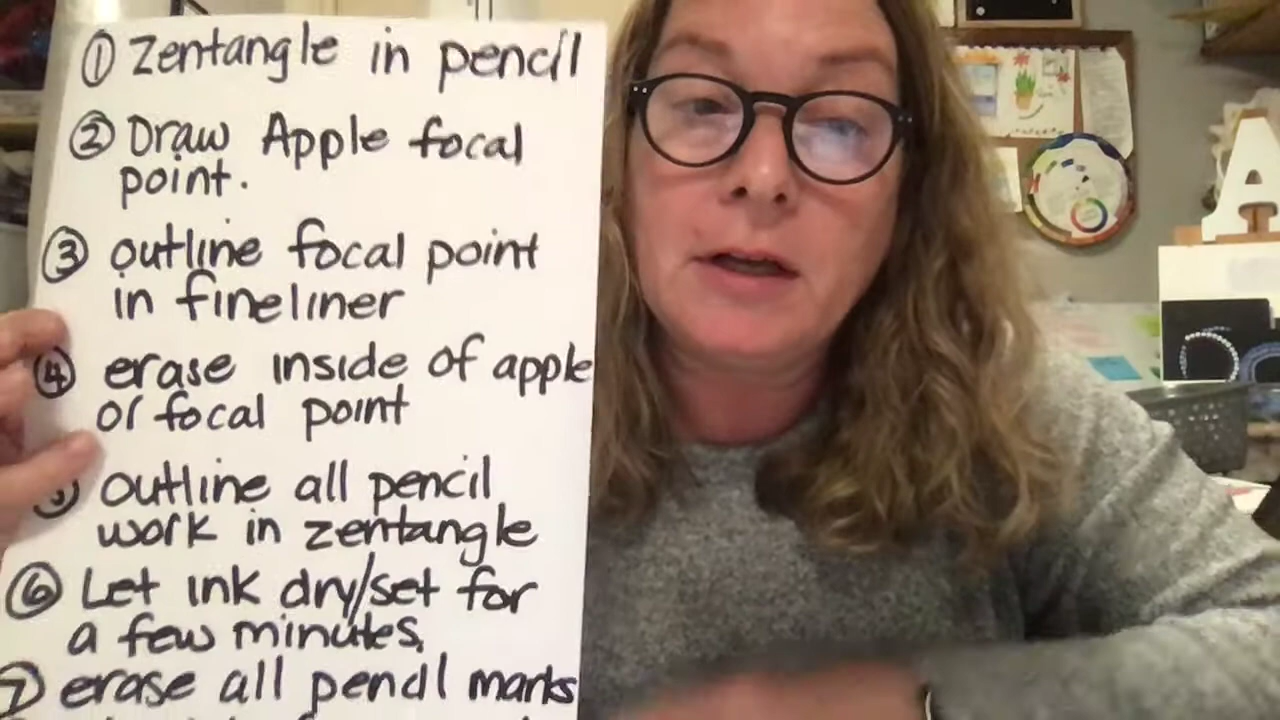 ① Zentangle in pencil
② Draw Apple focal
point.
③ outline focal point
in fineliner
④ erase inside of apple
or focal point
5 outline all pencil
work in zentangle
⑥ Let ink dry/set for
a few minutes.
⑦ erase all pencil marks
A